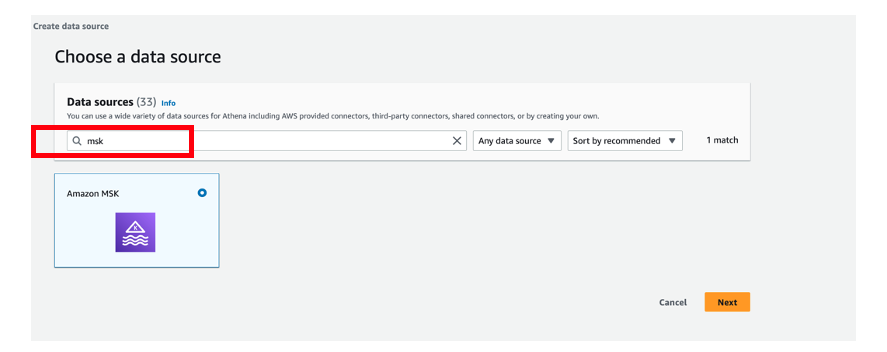 Create data source
Choose a data source
Data sources (33) Info
You can use a wide variety of data sources for Athena including AWS provided connectors, third-party connectors, shared connectors, or by creating your own.
msk
Any data source
Sort by recommended
1 match
Amazon MSK
K
Cancel
Next